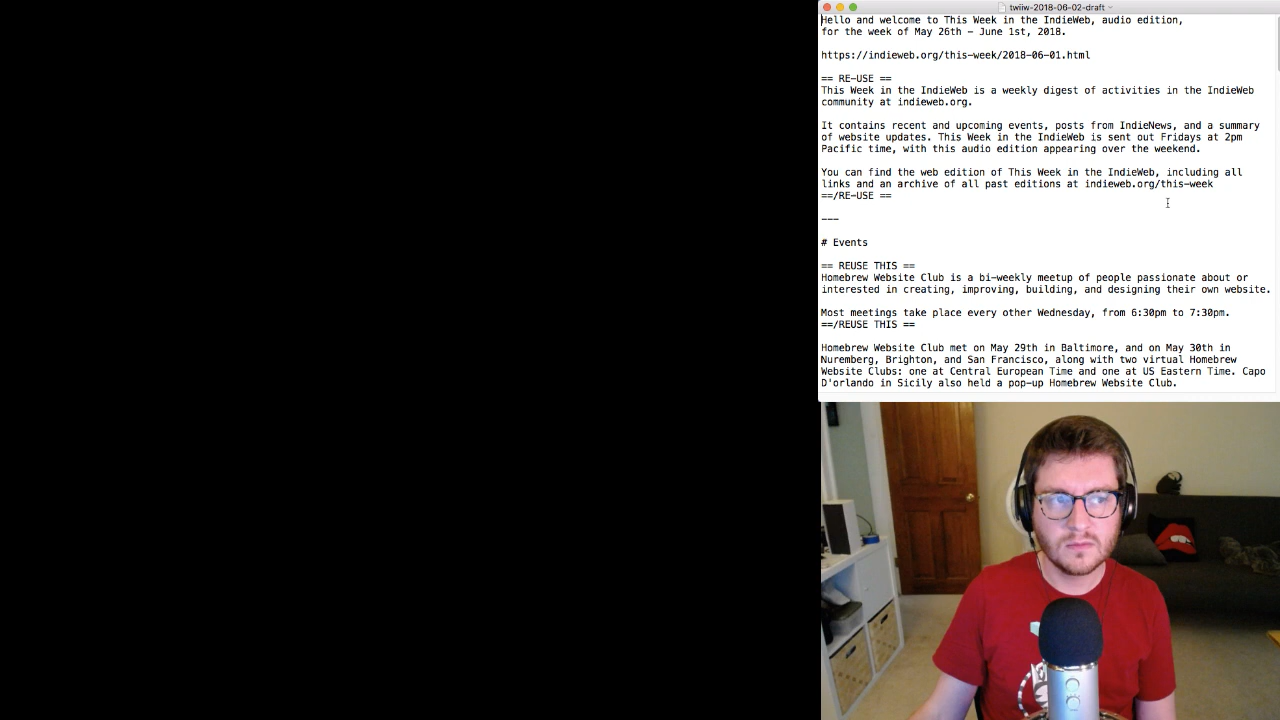 twiiw-2018-06-02-draft
Hello and welcome to This Week in the IndieWeb, audio edition,
for the week of May 26th - June 1st, 2018.
https://indieweb.org/this-week/2018-06-01.html
== RE-USE ==
This Week in the IndieWeb is a weekly digest of activities in the IndieWeb
community at indieweb.org.
It contains recent and upcoming events, posts from IndieNews, and a summary
of website updates. This Week in the IndieWeb is sent out Fridays at 2pm
Pacific time, with this audio edition appearing over the weekend.
You can find the web edition of This Week in the IndieWeb, including all
links and an archive of all past editions at indieweb.org/this-week
==/RE-USE ==
---
# Events
== REUSE THIS ==
Homebrew Website Club is a bi-weekly meetup of people passionate about or
interested in creating, improving, building, and designing their own website.
Most meetings take place every other Wednesday, from 6:30pm to 7:30pm.
==/REUSE THIS ==
Homebrew Website Club met on May 29th in Baltimore, and on May 30th in
Nuremberg, Brighton, and San Francisco, along with two virtual Homebrew
Website Clubs: one at Central European Time and one at US Eastern Time. Capo
D'orlando in Sicily also held a pop-up Homebrew Website Club.